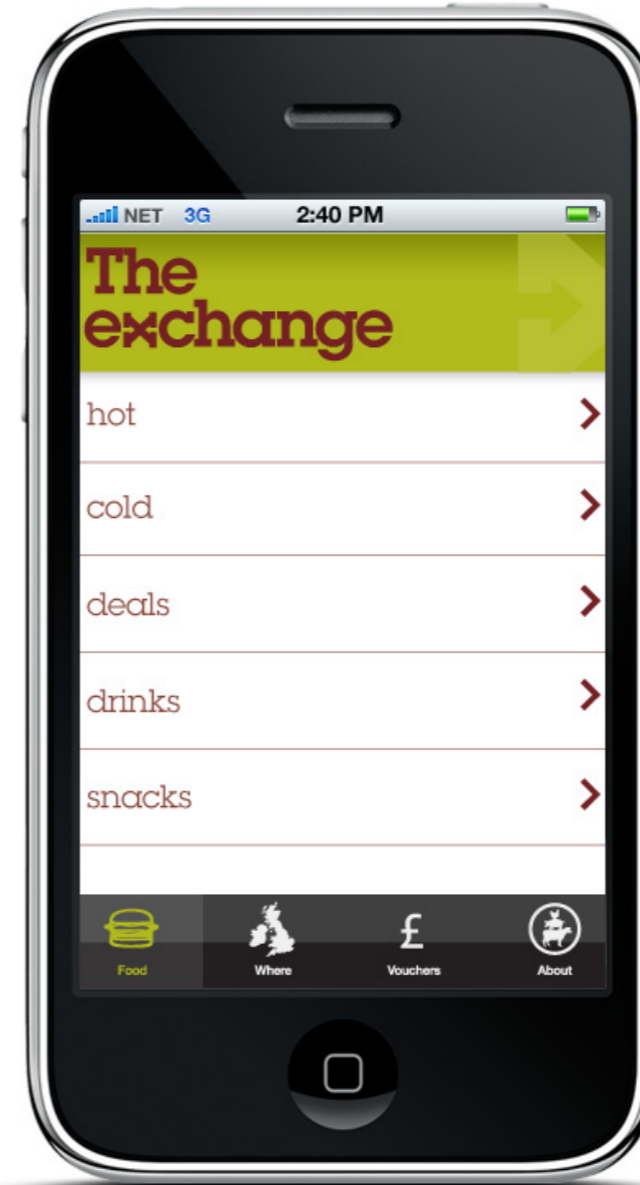 NET 3G 2:40 PM
The
exchange
hot
cold
deals
drinks
snacks
£
Food Where Vouchers About